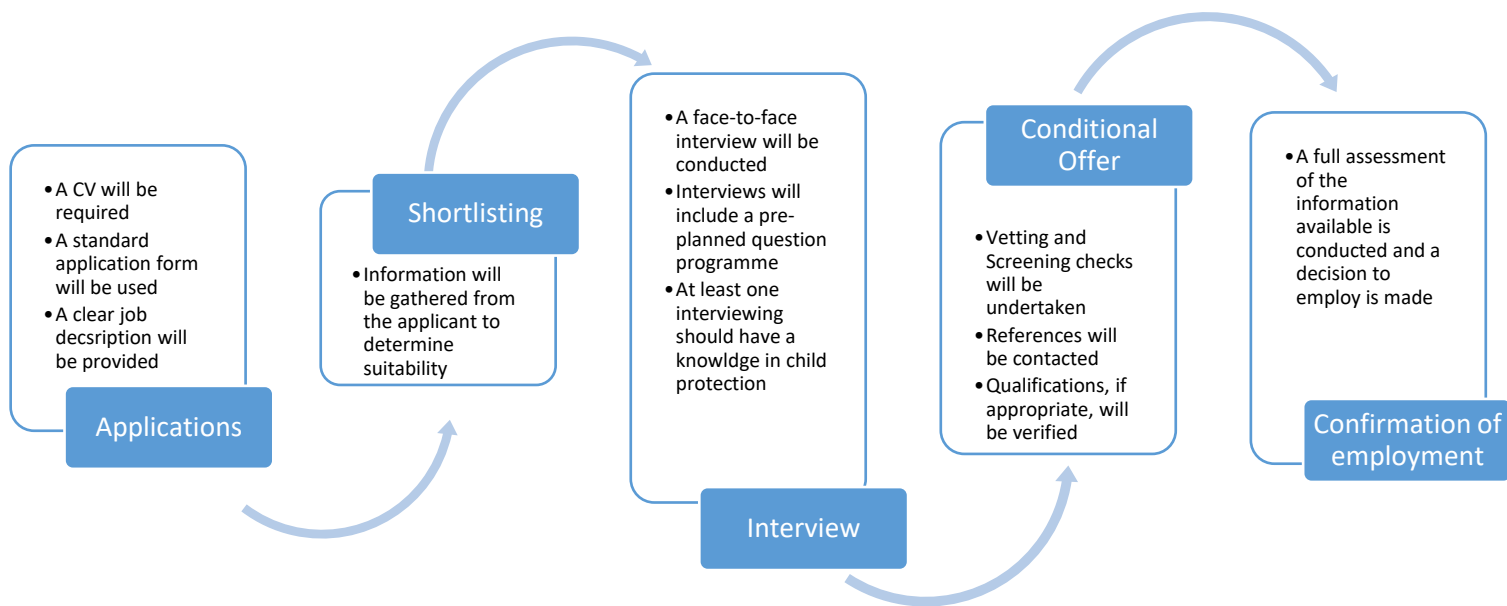 •A CV will be
required
•A standard
application form
will be used
•A clear job
decsription will
be provided
Applications
Shortlisting
•Information will
be gathered from
the applicant to
determine
suitability
•A face-to-face
interview will be
conducted
•Interviews will
include a pre-
planned question
programme
•At least one
interviewing
should have a
knowldge in child
protection
Interview
Conditional
Offer
•Vetting and
Screening checks
will be
undertaken
•References will
be contacted
•Qualifications, if
appropriate, will
be verified
•A full assessment
of the
information
available is
conducted and a
decision to
employ is made
Confirmation of
employment